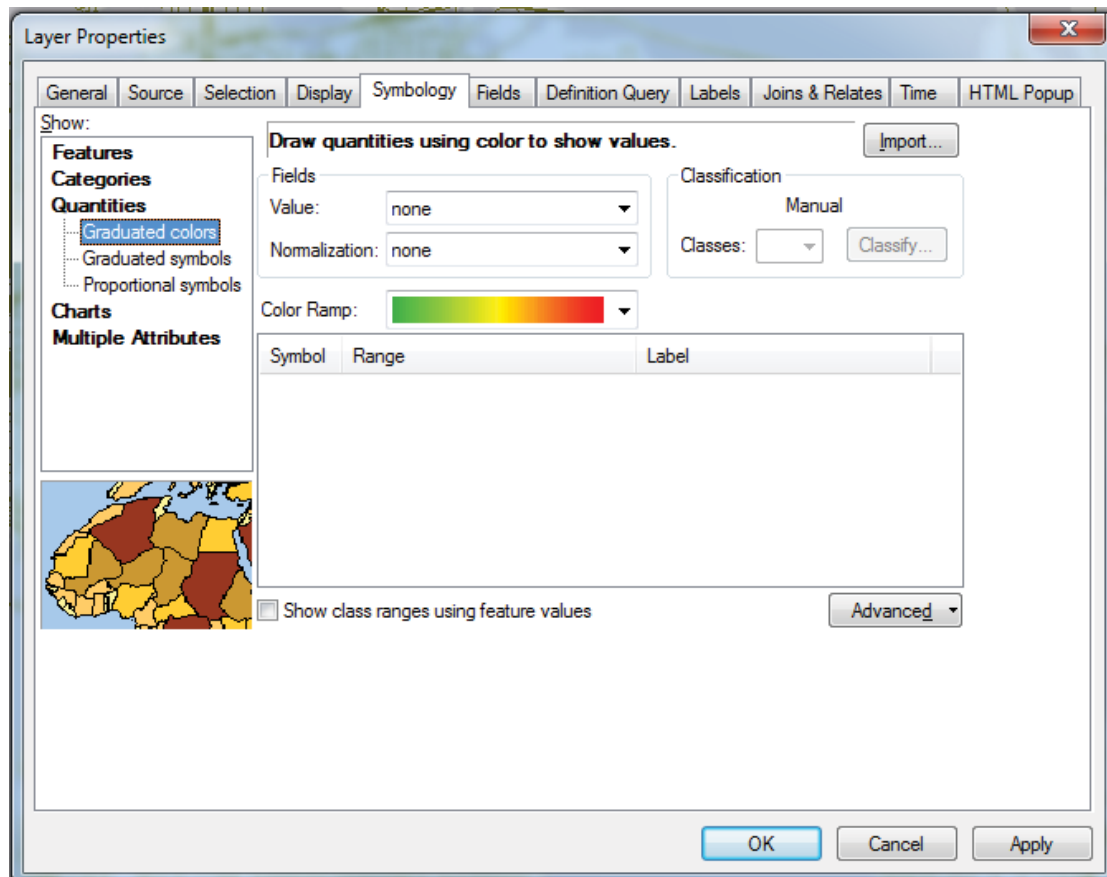 Layer Properties
General Source Selection Display Symbology Fields Definition Query Labels Joins & Relates Time HTML Popup
Show:
Features
Categories
Quantities
Graduated colors
Graduated symbols
Proportional symbols
Charts
Multiple Attributes
Draw quantities using color to show values.
Import...
Fields
Value: none
Normalization: none
Classification
Manual
Classes:
Classify...
Color Ramp:
Symbol Range Label
Show class ranges using feature values
Advanced
OK Cancel Apply